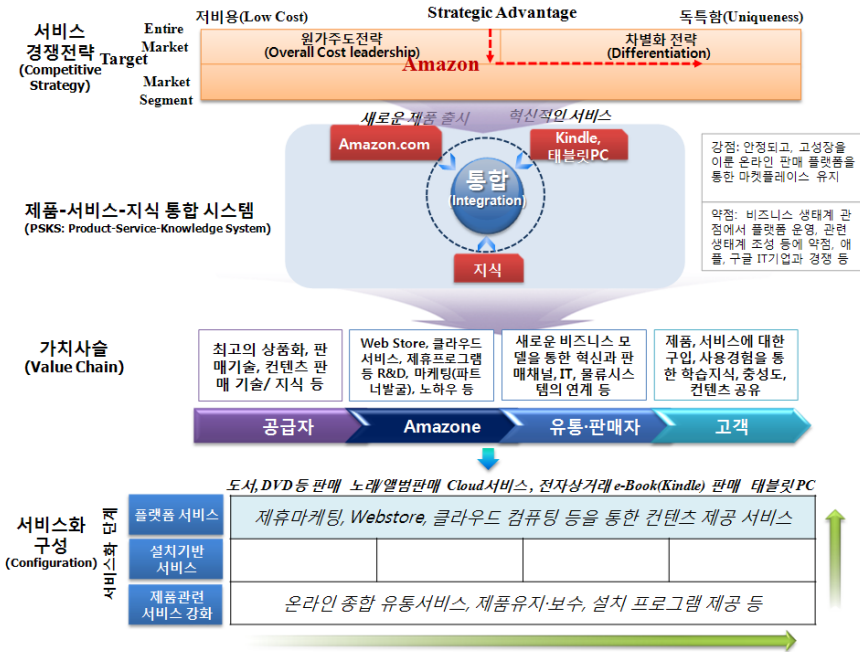 저비용(Low Cost)
Strategic Advantage
독특함(Uniqueness)
서비스
경쟁전략
(Competitive
Strategy)
Target
Entire
Market
Market
Segment
원가주도전략
(Overall Cost leadership)
차별화 전략
(Differentiation)
Amazon
새로운 제품 출시
혁신적인 서비스
Amazon.com
Kindle,
태블릿PC
통합
(Integration)
지식
제품-서비스-지식 통합 시스템
(PSKS: Product-Service-Knowledge System)
강점: 안정되고, 고성장을
이룬 온라인 판매 플랫폼을
통한 마켓플레이스 유지
약점: 비즈니스 생태계 관
점에서 플랫폼 운영, 관련
생태계 조성 등에 약점, 애
플, 구글 IT기업과 경쟁 등
가치사슬
(Value Chain)
최고의 상품화, 판
매기술, 컨텐츠 판
매 기술/ 지식 등
Web Store, 클라우드
서비스, 제휴프로그램
등 R&D, 마케팅(파트
너발굴), 노하우 등
새로운 비즈니스 모
델을 통한 혁신과 판
매채널, IT, 물류시스
템의 연계 등
제품, 서비스에 대한
구입, 사용경험을 통
한 학습지식, 충성도,
컨텐츠 공유
공급자
Amazone
유통·판매자
고객
도서, DVD등 판매 노래/앨범판매 Cloud서비스, 전자상거래 e-Book(Kindle) 판매 태블릿PC
서비스화
구성
(Configuration)
서비스화 단계
플랫폼 서비스
제휴마케팅, Webstore, 클라우드 컴퓨팅 등을 통한 컨텐츠 제공 서비스
설치기반
서비스
제품관련
서비스 강화
온라인 종합 유통서비스, 제품유지·보수, 설치 프로그램 제공 등